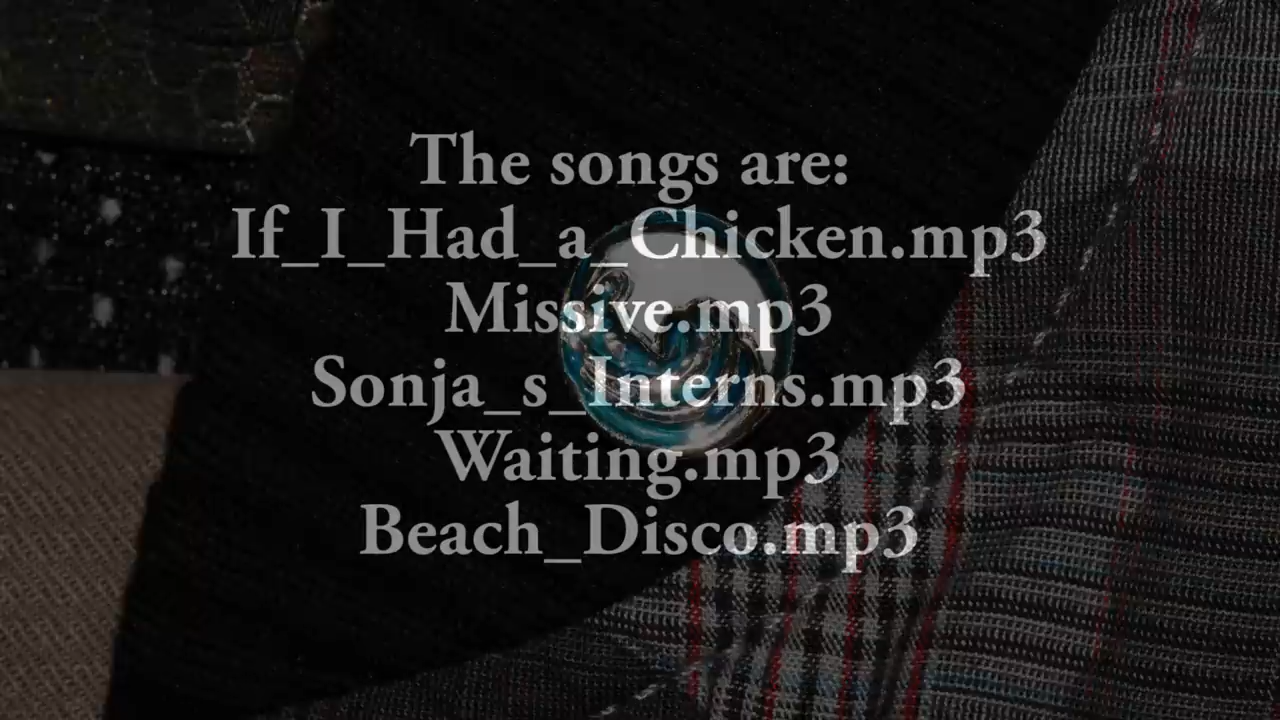 The songs are:
If_I_Had_a_Chicken.mp3
Missive.mp3
Sonja_s_Interns.mp3
Waiting.mp3
Beach_Disco.mp3